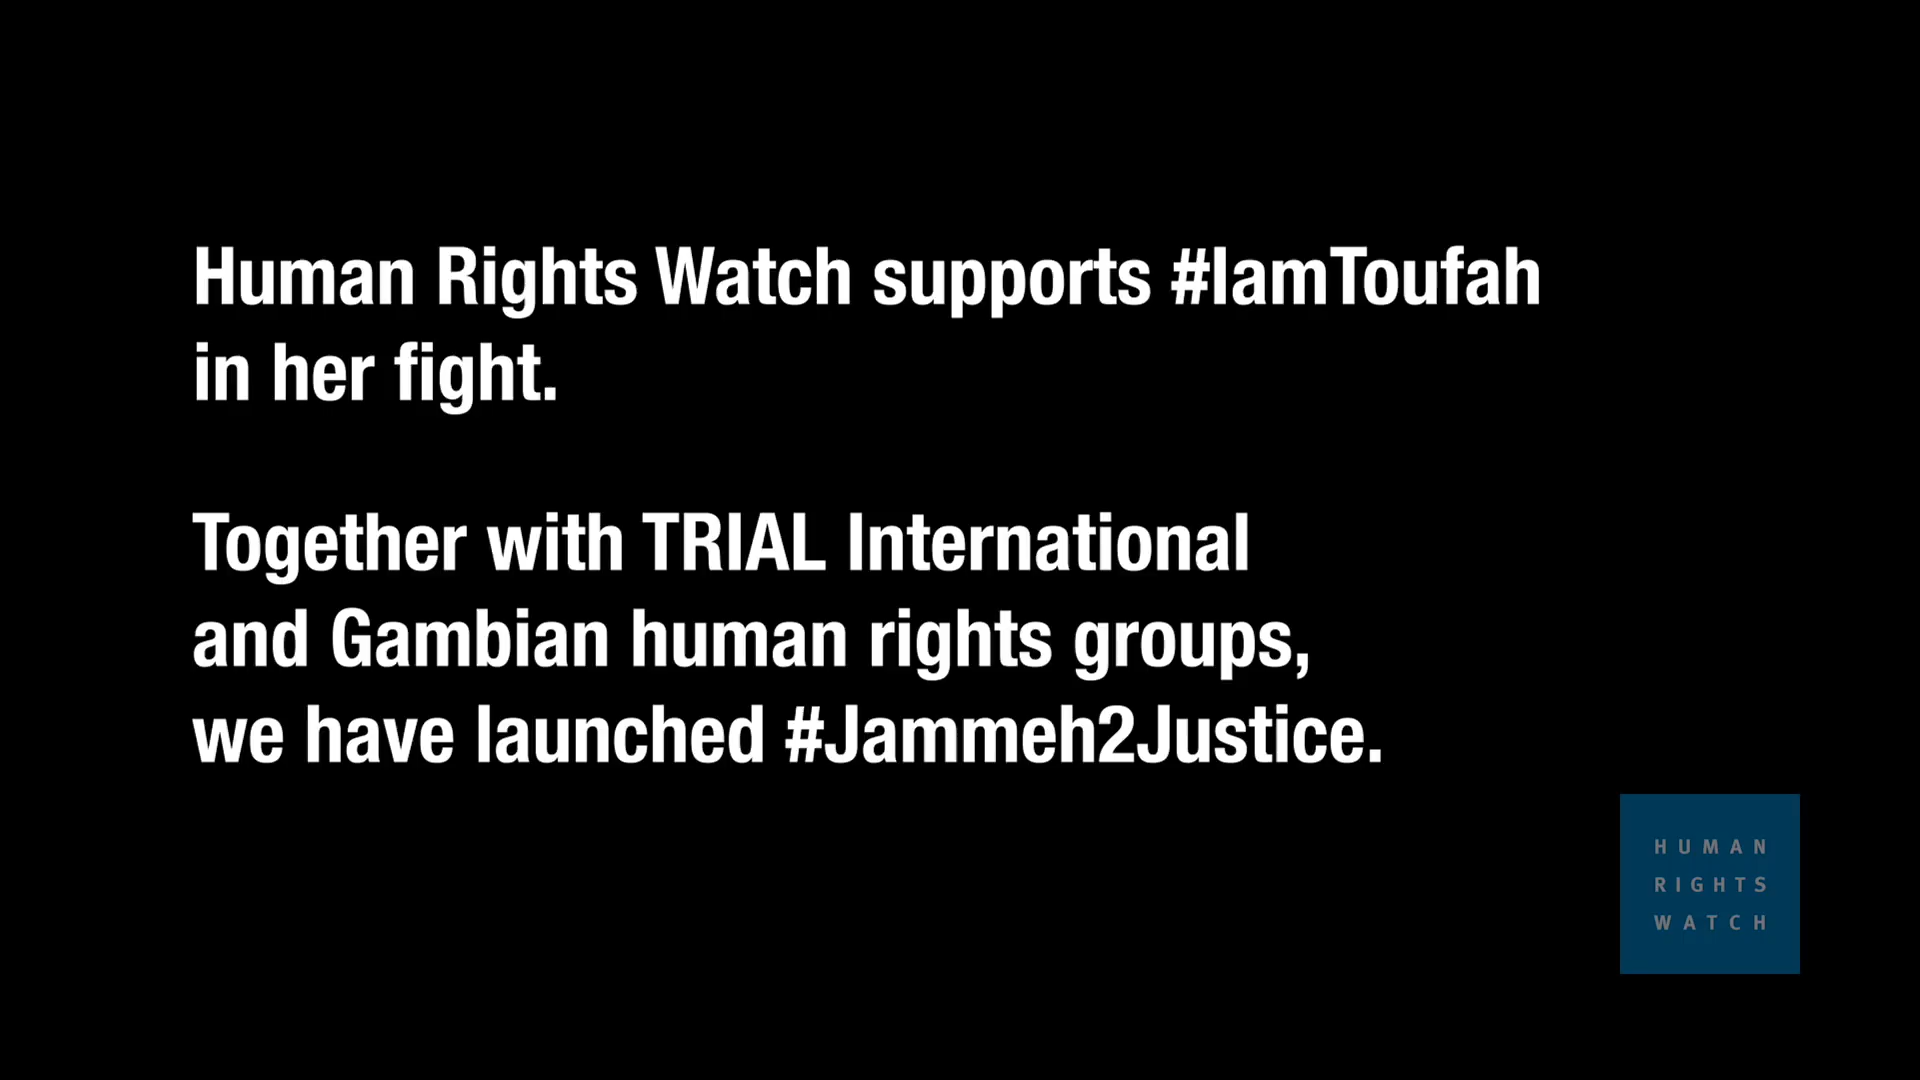 Human Rights Watch supports #IamToufah
in her fight.
Together with TRIAL International
and Gambian human rights groups,
we have launched #Jammeh2Justice.
HUMAN
RIGHTS
WATCH